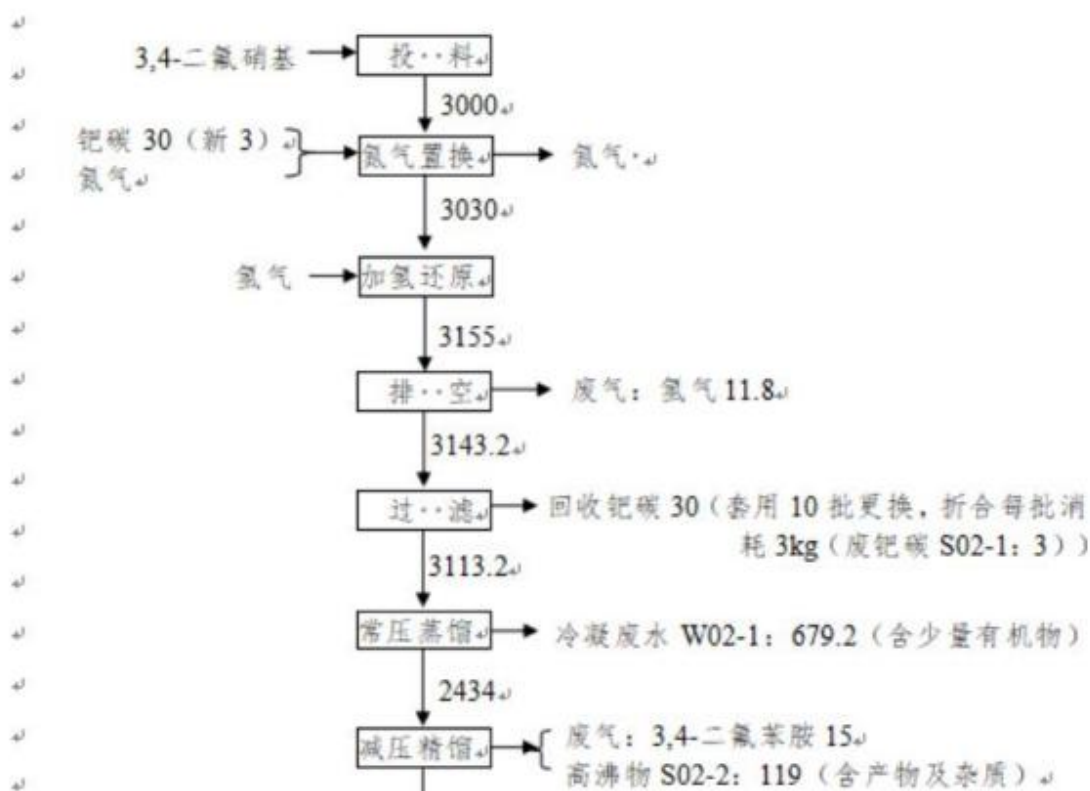 3,4-二氟硝基
投··料
3000
钯碳 30（新 3）
氮气
氮气置换
氮气·
3030
氢气
加氢还原
3155
排··空
废气：氢气 11.8
3143.2
过··滤
回收钯碳 30（套用 10 批更换，折合每批消
耗 3kg（废钯碳 S02-1：3））
3113.2
常压蒸馏
冷凝废水 W02-1：679.2（含少量有机物）
2434
减压精馏
废气：3,4-二氟苯胺 15
高沸物 S02-2：119（含产物及杂质）